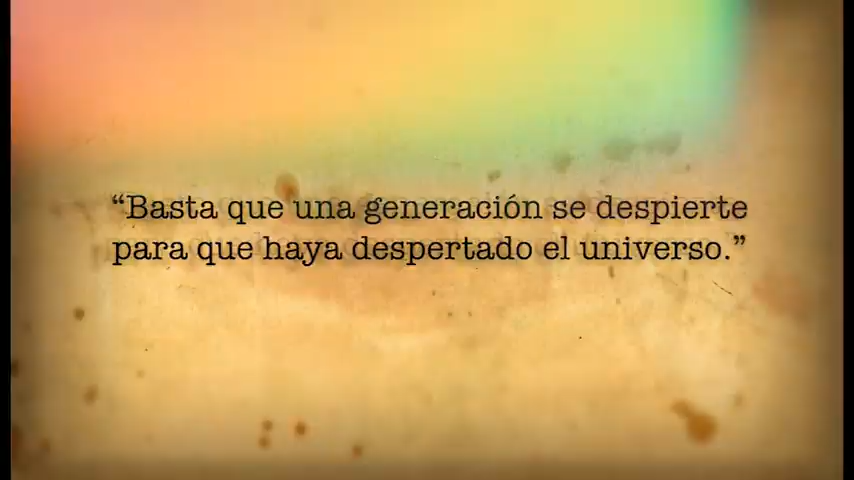 “Basta que una generación se despierte
para que haya despertado el universo.”